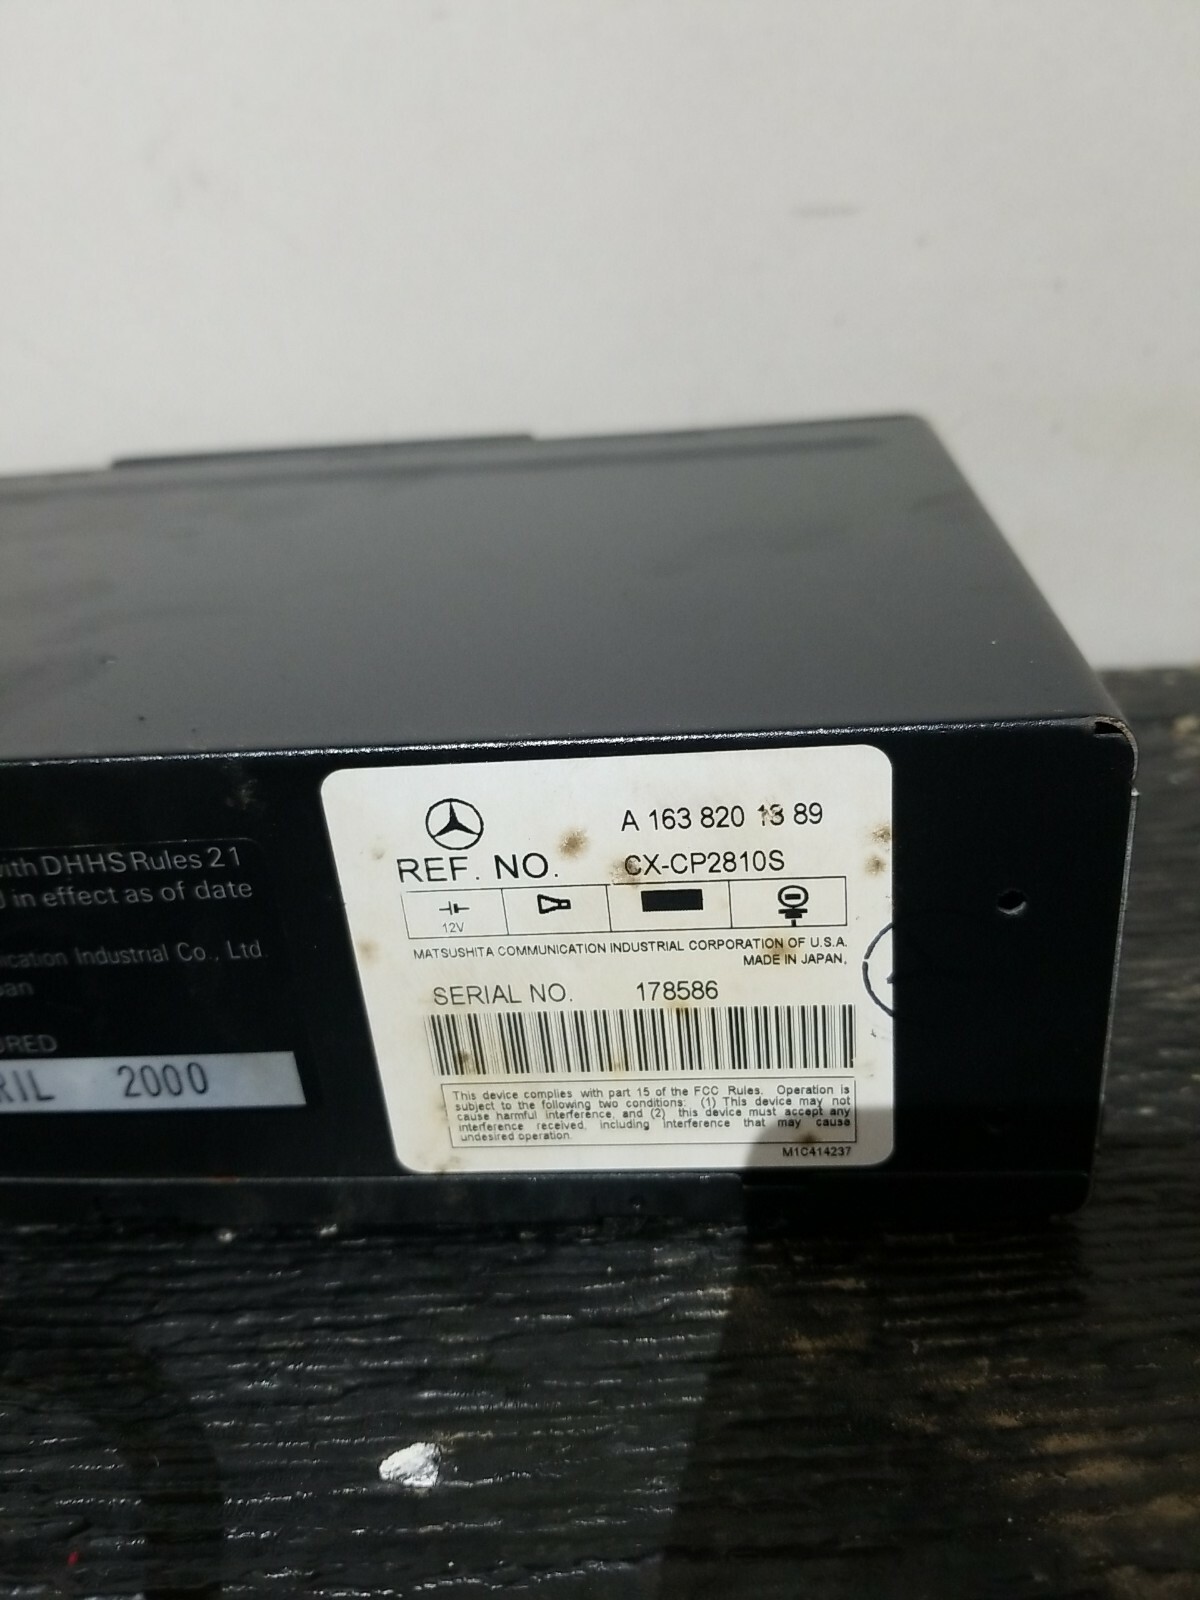 ith DHHS Rules 21
in effect as of date
ication Industrial Co., Ltd.
an
URED
RIL 2000
A 163 820 13 89
REF. NO. CX-CP2810S
12V
MATSUSHITA COMMUNICATION INDUSTRIAL CORPORATION OF U.S.A.
MADE IN JAPAN.
SERIAL NO. 178586
This device complies with part 15 of the FCC Rules. Operation is
subject to the following two conditions: (1) This device may not
cause harmful interference, and (2) this device must accept any
interference received, including interference that may cause
undesired operation.
M1C414237